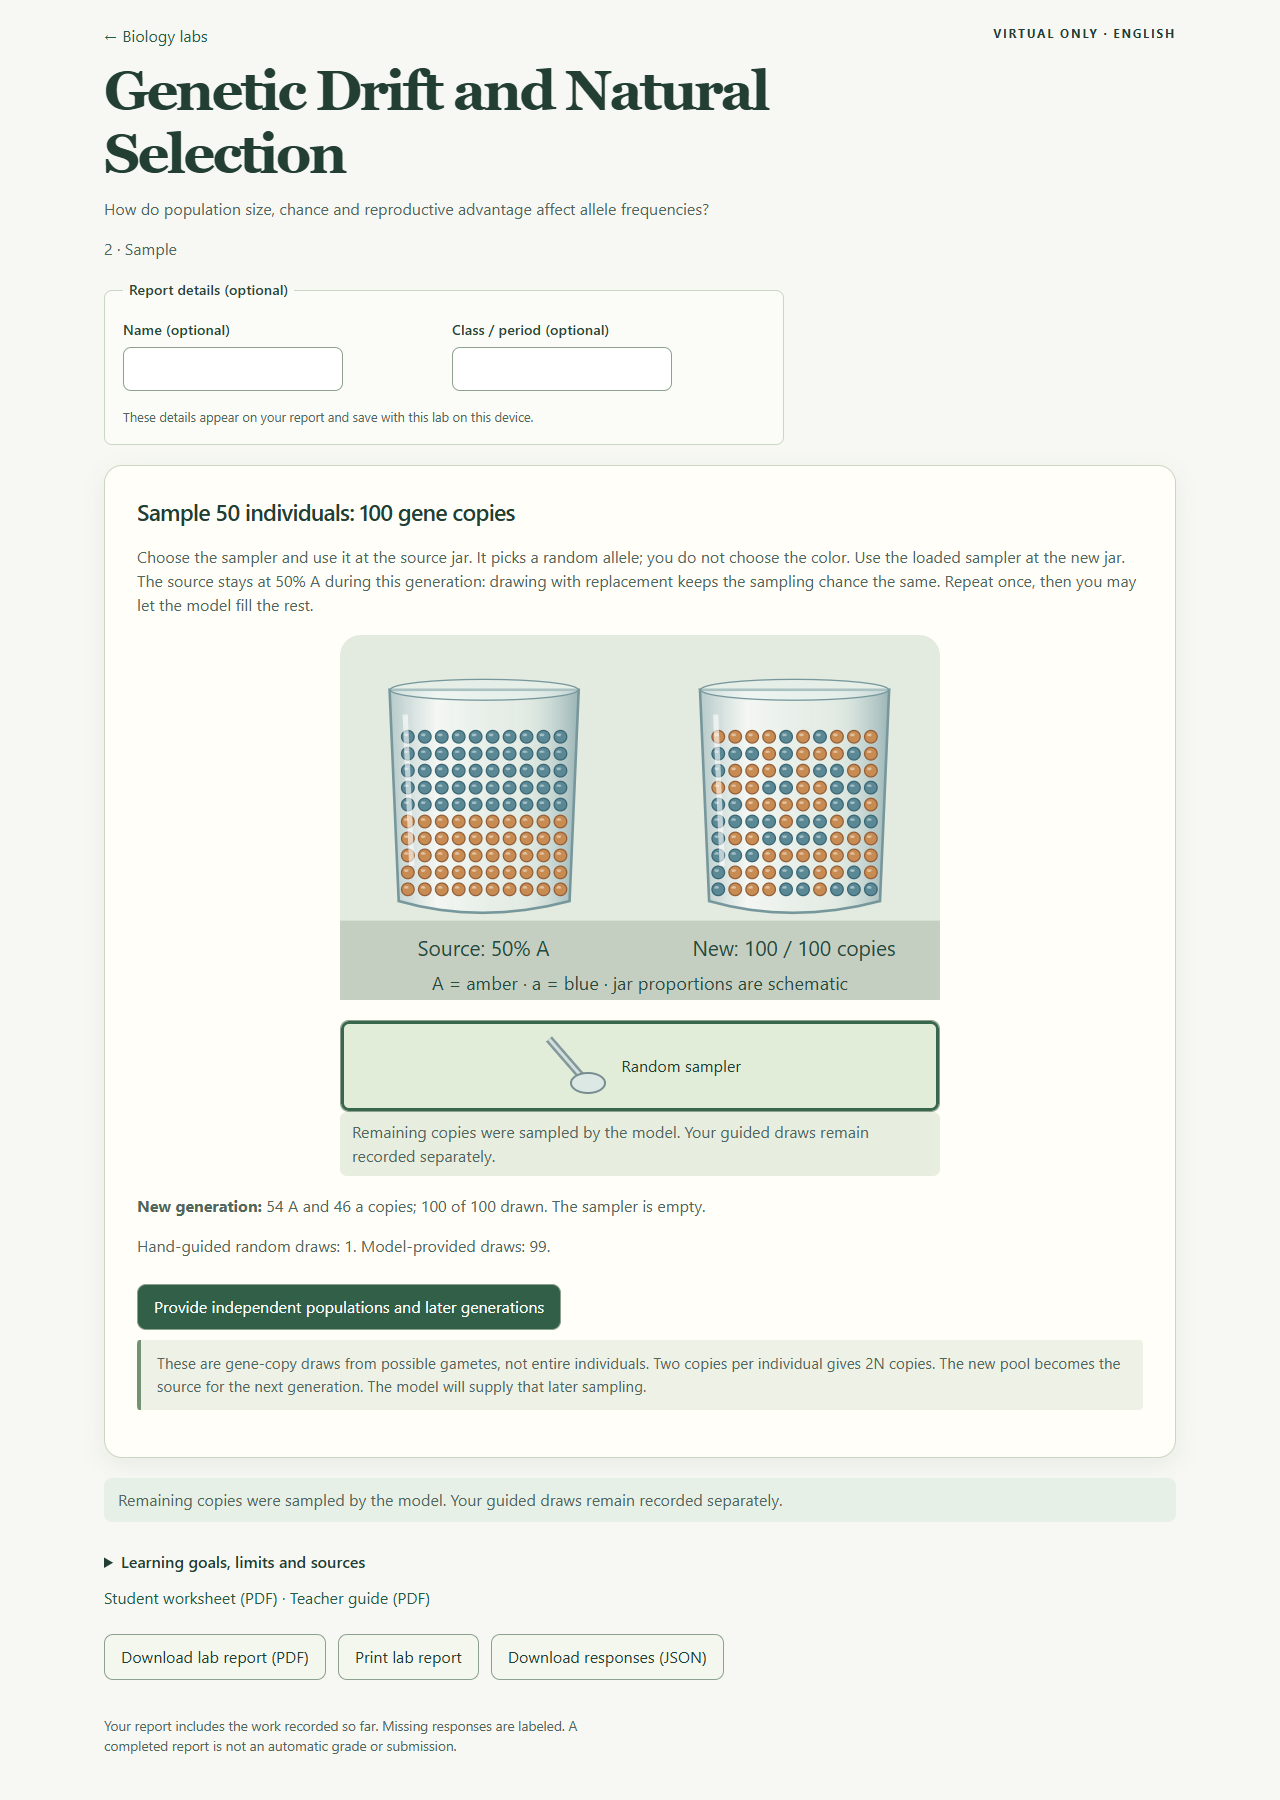 ← Biology labs
VIRTUAL ONLY · ENGLISH
Genetic Drift and Natural
Selection
How do population size, chance and reproductive advantage affect allele frequencies?
2 · Sample
Report details (optional)
Name (optional)
Class / period (optional)
These details appear on your report and save with this lab on this device.
Sample 50 individuals: 100 gene copies
Choose the sampler and use it at the source jar. It picks a random allele; you do not choose the color. Use the loaded sampler at the new jar.
The source stays at 50% A during this generation: drawing with replacement keeps the sampling chance the same. Repeat once, then you may
let the model fill the rest.
Source: 50% A
New: 100 / 100 copies
A = amber · a = blue · jar proportions are schematic
Random sampler
Remaining copies were sampled by the model. Your guided draws remain
recorded separately.
New generation: 54 A and 46 a copies; 100 of 100 drawn. The sampler is empty.
Hand-guided random draws: 1. Model-provided draws: 99.
Provide independent populations and later generations
These are gene-copy draws from possible gametes, not entire individuals. Two copies per individual gives 2N copies. The new pool becomes the
source for the next generation. The model will supply that later sampling.
Remaining copies were sampled by the model. Your guided draws remain recorded separately.
▶ Learning goals, limits and sources
Student worksheet (PDF) · Teacher guide (PDF)
Download lab report (PDF)
Print lab report
Download responses (JSON)
Your report includes the work recorded so far. Missing responses are labeled. A
completed report is not an automatic grade or submission.